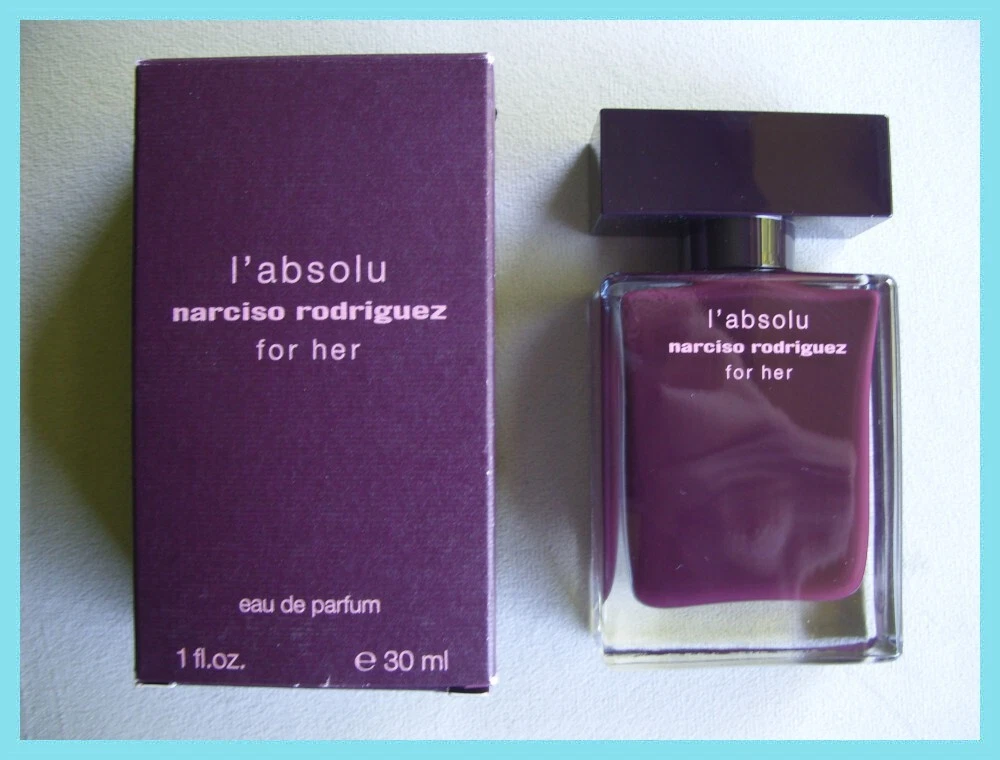 l'absolu
narciso rodriguez
for her
eau de parfum
1 fl.oz. ℮ 30 ml
l'absolu
narciso rodriguez
for her